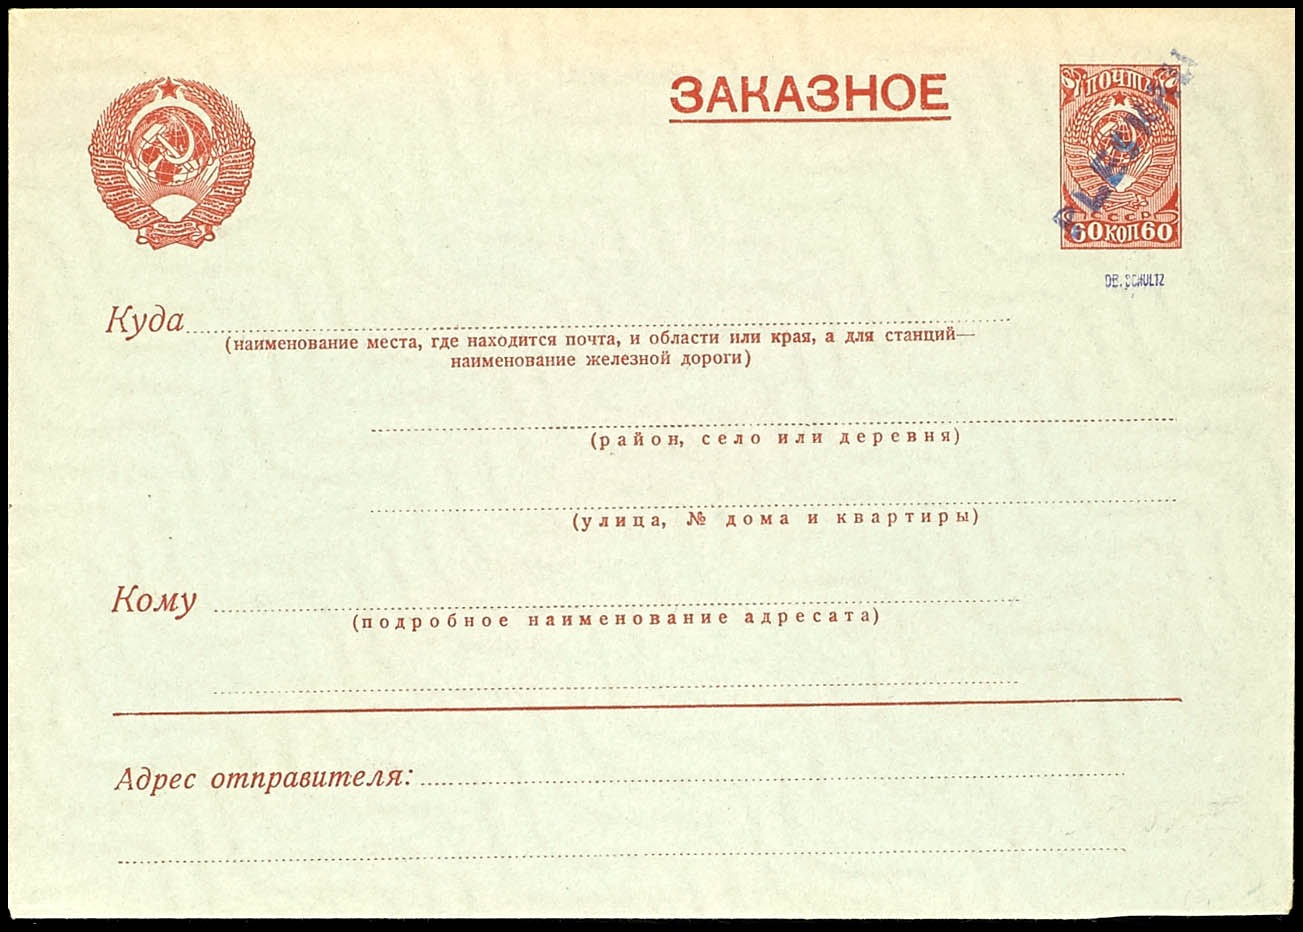 ЗАКАЗНОЕ
ПОЧТА
СССР
60 КОП 60
DB. SCHULTZ
Куда
(наименование места, где находится почта, и области или края, а для станций—
наименование железной дороги)
(район, село или деревня)
(улица, № дома и квартиры)
Кому
(подробное наименование адресата)
Адрес отправителя: